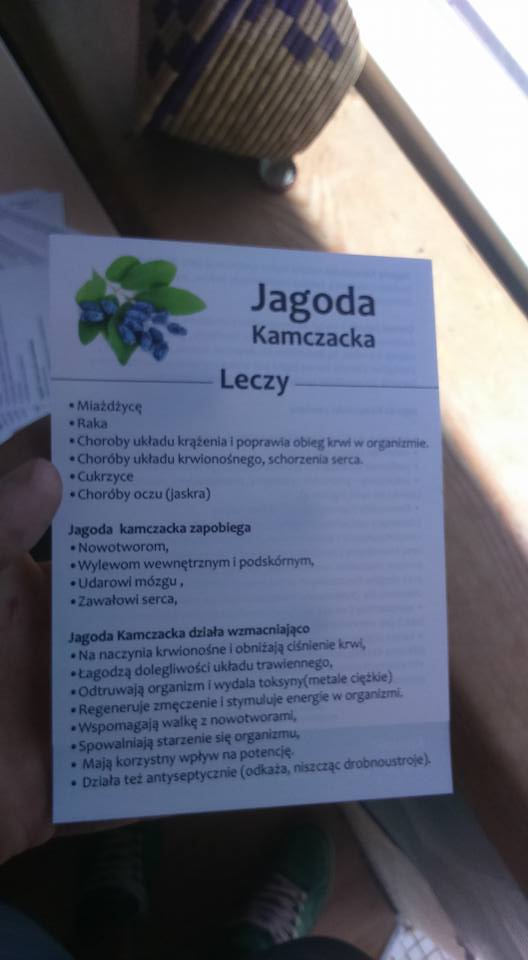 Jagoda
Kamczacka
Leczy
• Miażdżycę
• Raka
• Choroby układu krążenia i poprawia obieg krwi w organizmie.
• Choróby układu krwionośnego, schorzenia serca.
• Cukrzyce
• Choróby oczu (jaskra)
Jagoda kamczacka zapobiega
• Nowotworom,
• Wylewom wewnętrznym i podskórnym,
• Udarowi mózgu ,
• Zawałowi serca,
Jagoda Kamczacka działa wzmacniająco
• Na naczynia krwionośne i obniżają ciśnienie krwi,
• Łagodzą dolegliwości układu trawiennego,
• Odtruwają organizm i wydala toksyny(metale ciężkie)
• Regeneruje zmęczenie i stymuluje energie w organizmi.
• Wspomagają walkę z nowotworami,
• Spowalniają starzenie się organizmu,
• Mają korzystny wpływ na potencję.
• Działa też antyseptycznie (odkaża, niszcząc drobnoustroje).